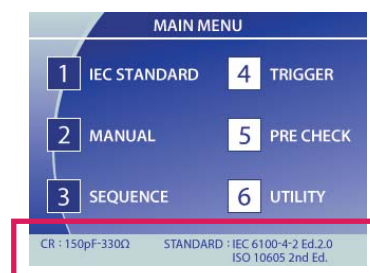 MAIN MENU
1 IEC STANDARD
4 TRIGGER
2 MANUAL
5 PRE CHECK
3 SEQUENCE
6 UTILITY
CR : 150pF-330Ω STANDARD : IEC 6100-4-2 Ed.2.0
ISO 10605 2nd Ed.